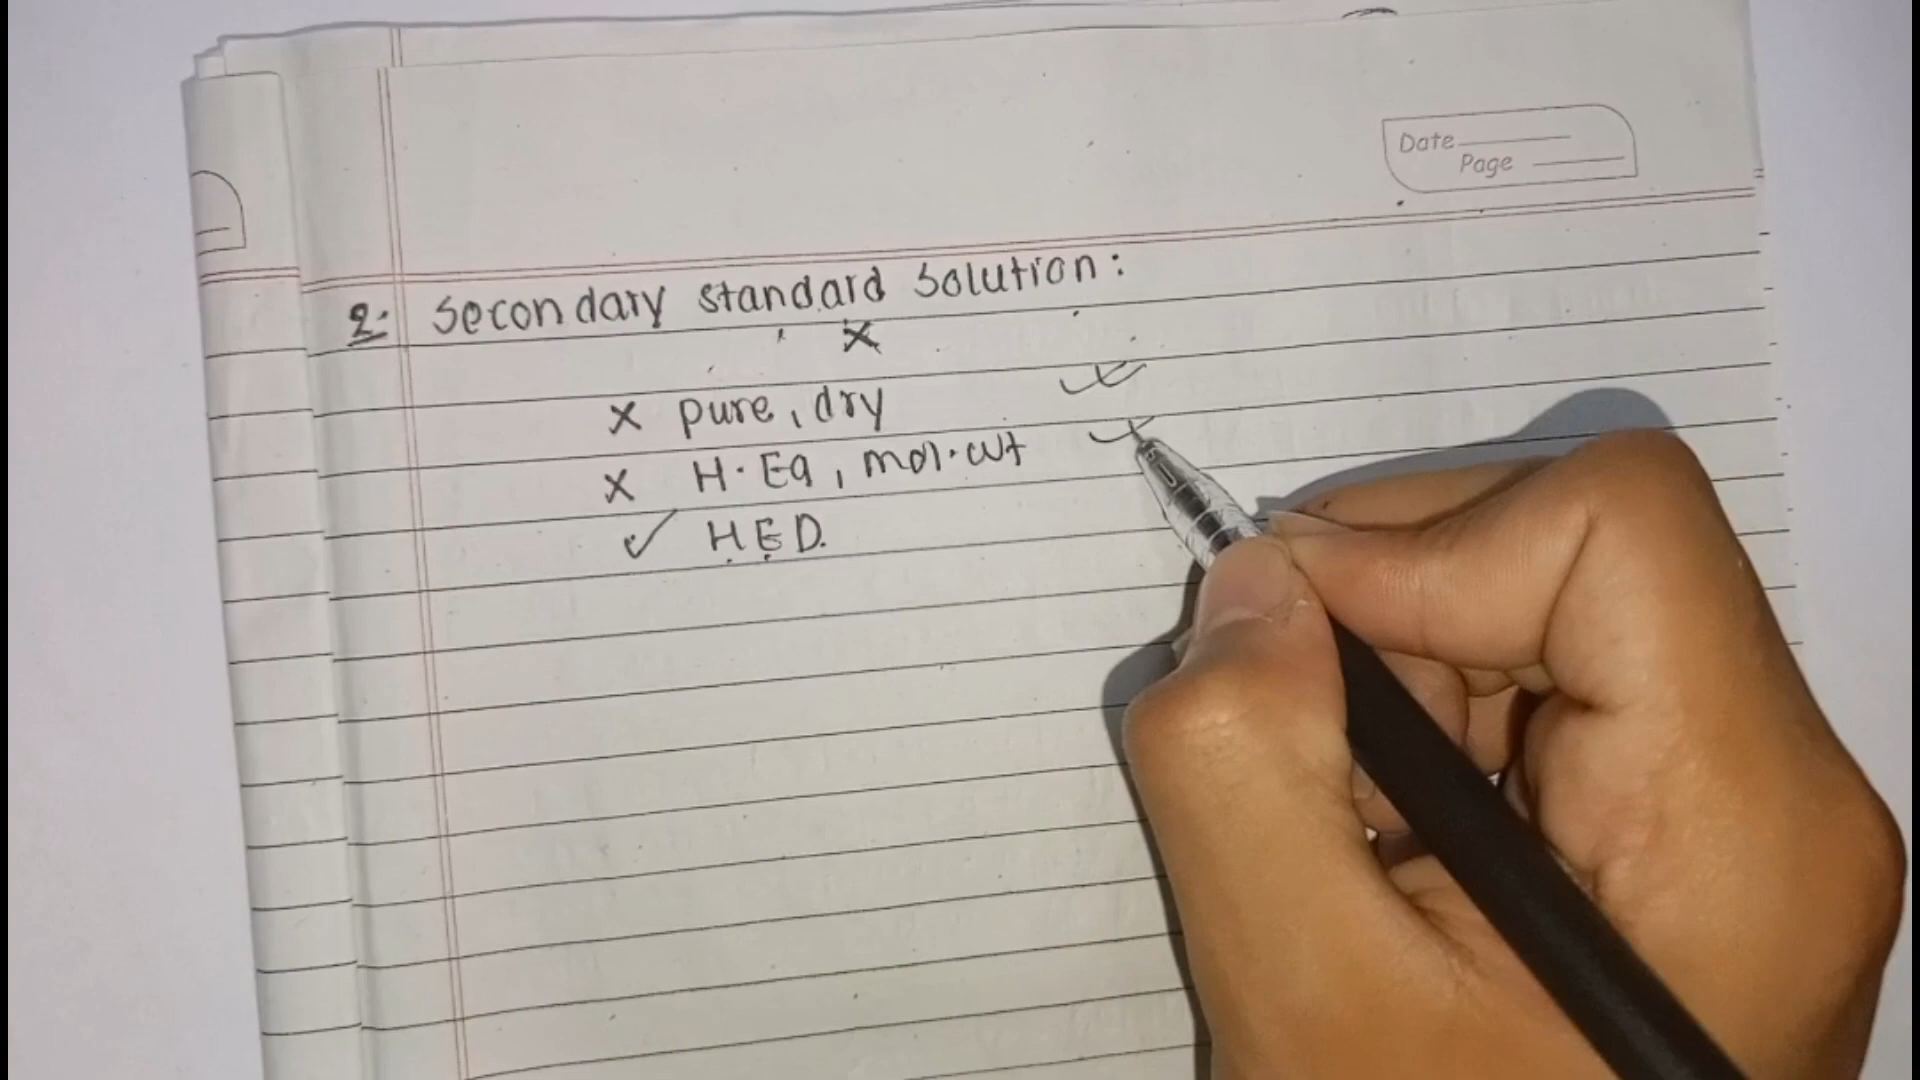 Date
Page
2. Secondary standard solution:
x
x pure, dry
x H.Eq, mol.wt
✓ H.E.D.